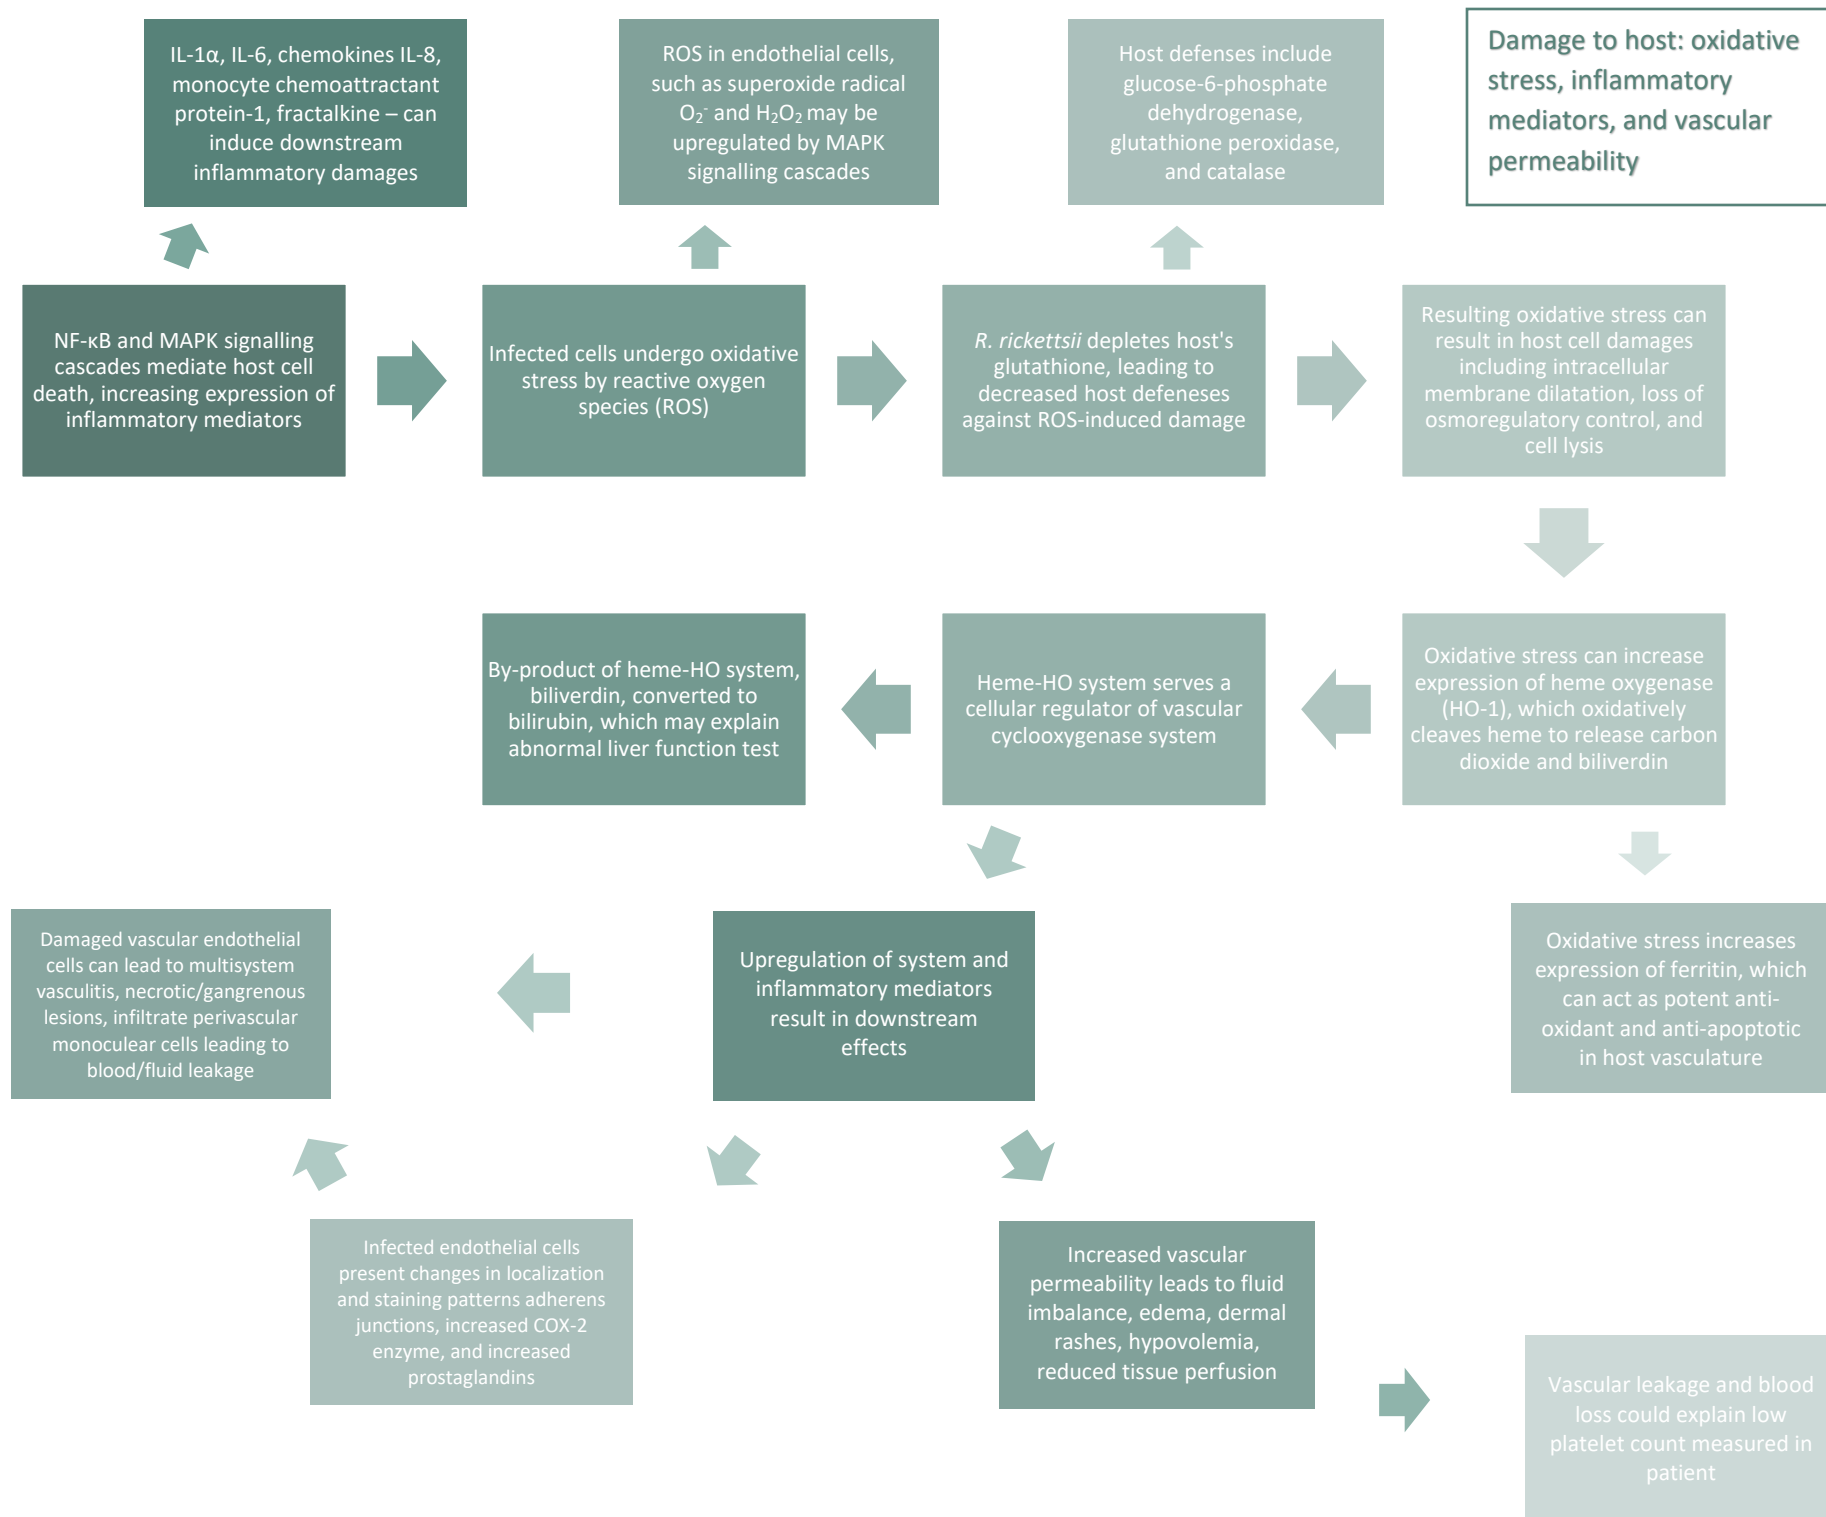 IL-1α, IL-6, chemokines IL-8,
monocyte chemoattractant
protein-1, fractalkine – can
induce downstream
inflammatory damages
ROS in endothelial cells,
such as superoxide radical
O₂⁻ and H₂O₂ may be
upregulated by MAPK
signalling cascades
Host defenses include
glucose-6-phosphate
dehydrogenase,
glutathione peroxidase,
and catalase
Damage to host: oxidative
stress, inflammatory
mediators, and vascular
permeability
NF-κB and MAPK signalling
cascades mediate host cell
death, increasing expression of
inflammatory mediators
Infected cells undergo oxidative
stress by reactive oxygen
species (ROS)
R. rickettsii depletes host's
glutathione, leading to
decreased host defeneses
against ROS-induced damage
Resulting oxidative stress can
result in host cell damages
including intracellular
membrane dilatation, loss of
osmoregulatory control, and
cell lysis
By-product of heme-HO system,
biliverdin, converted to
bilirubin, which may explain
abnormal liver function test
Heme-HO system serves a
cellular regulator of vascular
cyclooxygenase system
Oxidative stress can increase
expression of heme oxygenase
(HO-1), which oxidatively
cleaves heme to release carbon
dioxide and biliverdin
Damaged vascular endothelial
cells can lead to multisystem
vasculitis, necrotic/gangrenous
lesions, infiltrate perivascular
monoculear cells leading to
blood/fluid leakage
Upregulation of system and
inflammatory mediators
result in downstream
effects
Oxidative stress increases
expression of ferritin, which
can act as potent anti-
oxidant and anti-apoptotic
in host vasculature
Infected endothelial cells
present changes in localization
and staining patterns adherens
junctions, increased COX-2
enzyme, and increased
prostaglandins
Increased vascular
permeability leads to fluid
imbalance, edema, dermal
rashes, hypovolemia,
reduced tissue perfusion
Vascular leakage and blood
loss could explain low
platelet count measured in
patient